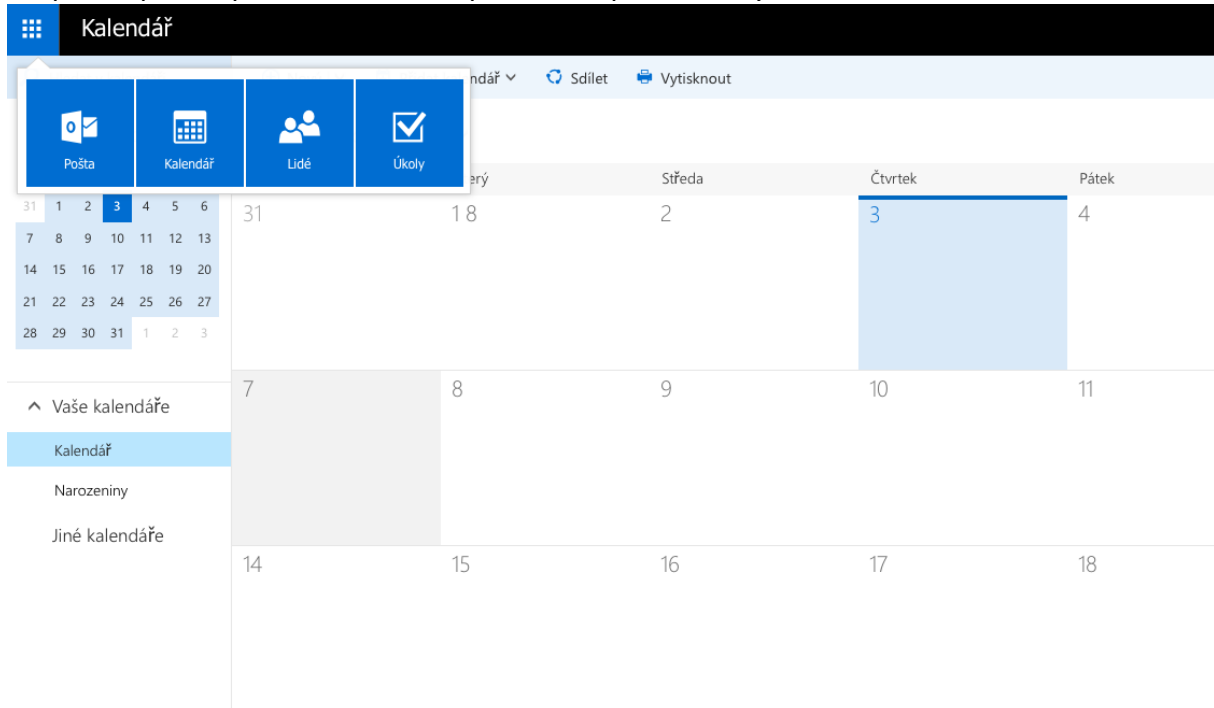 Kalendář
ndář Sdílet Vytisknout
Pošta Kalendář Lidé Úkoly
erý Středa Čtvrtek Pátek
31 1 2 3 4 5 6
7 8 9 10 11 12 13
14 15 16 17 18 19 20
21 22 23 24 25 26 27
28 29 30 31 1 2 3
31 1 8 2 3 4
Vaše kalendáře
Kalendář
Narozeniny
Jiné kalendáře
7 8 9 10 11
14 15 16 17 18